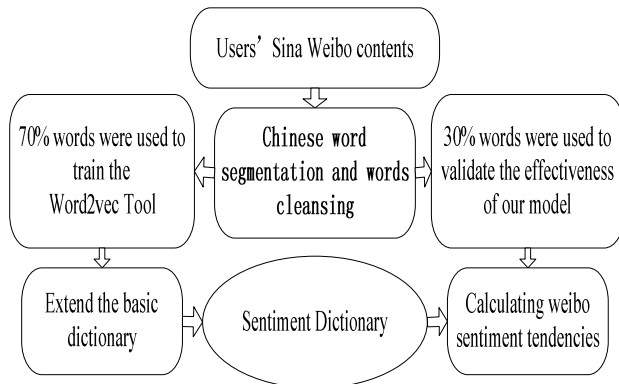 Users' Sina Weibo contents
70% words were used to
train the
Word2vec Tool
Chinese word
segmentation and words
cleansing
30% words were used to
validate the effectiveness
of our model
Extend the basic
dictionary
Sentiment Dictionary
Calculating weibo
sentiment tendencies